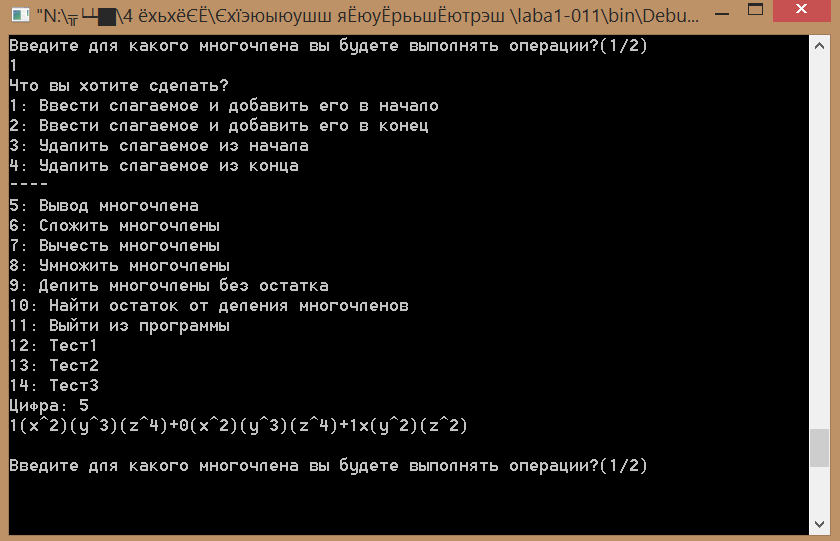 "N:\╦┴┴▇\4 ёхьхёЄЁ\Єхїэюыюушш яЁюуЁрььшЁютрэш \laba1-011\bin\Debu...
Введите для какого многочлена вы будете выполнять операции?(1/2)
1
Что вы хотите сделать?
1: Ввести слагаемое и добавить его в начало
2: Ввести слагаемое и добавить его в конец
3: Удалить слагаемое из начала
4: Удалить слагаемое из конца
----
5: Вывод многочлена
6: Сложить многочлены
7: Вычесть многочлены
8: Умножить многочлены
9: Делить многочлены без остатка
10: Найти остаток от деления многочленов
11: Выйти из программы
12: Тест1
13: Тест2
14: Тест3
Цифра: 5
1(x^2)(y^3)(z^4)+0(x^2)(y^3)(z^4)+1x(y^2)(z^2)
Введите для какого многочлена вы будете выполнять операции?(1/2)